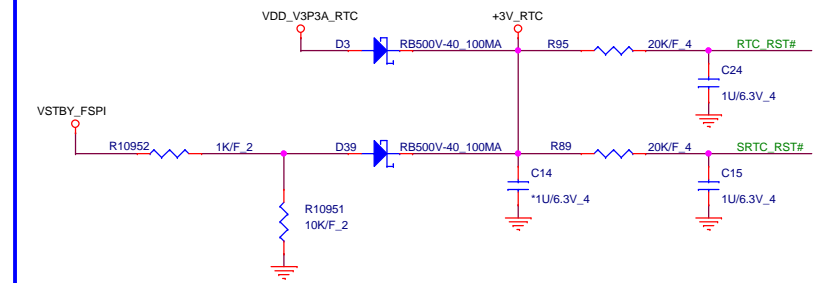 VDD_V3P3A_RTC
+3V_RTC
D3
RB500V-40_100MA
R95
20K/F_4
RTC_RST#
C24
1U/6.3V_4
VSTBY_FSPI
R10952
1K/F_2
D39
RB500V-40_100MA
R89
20K/F_4
SRTC_RST#
C14
*1U/6.3V_4
C15
1U/6.3V_4
R10951
10K/F_2